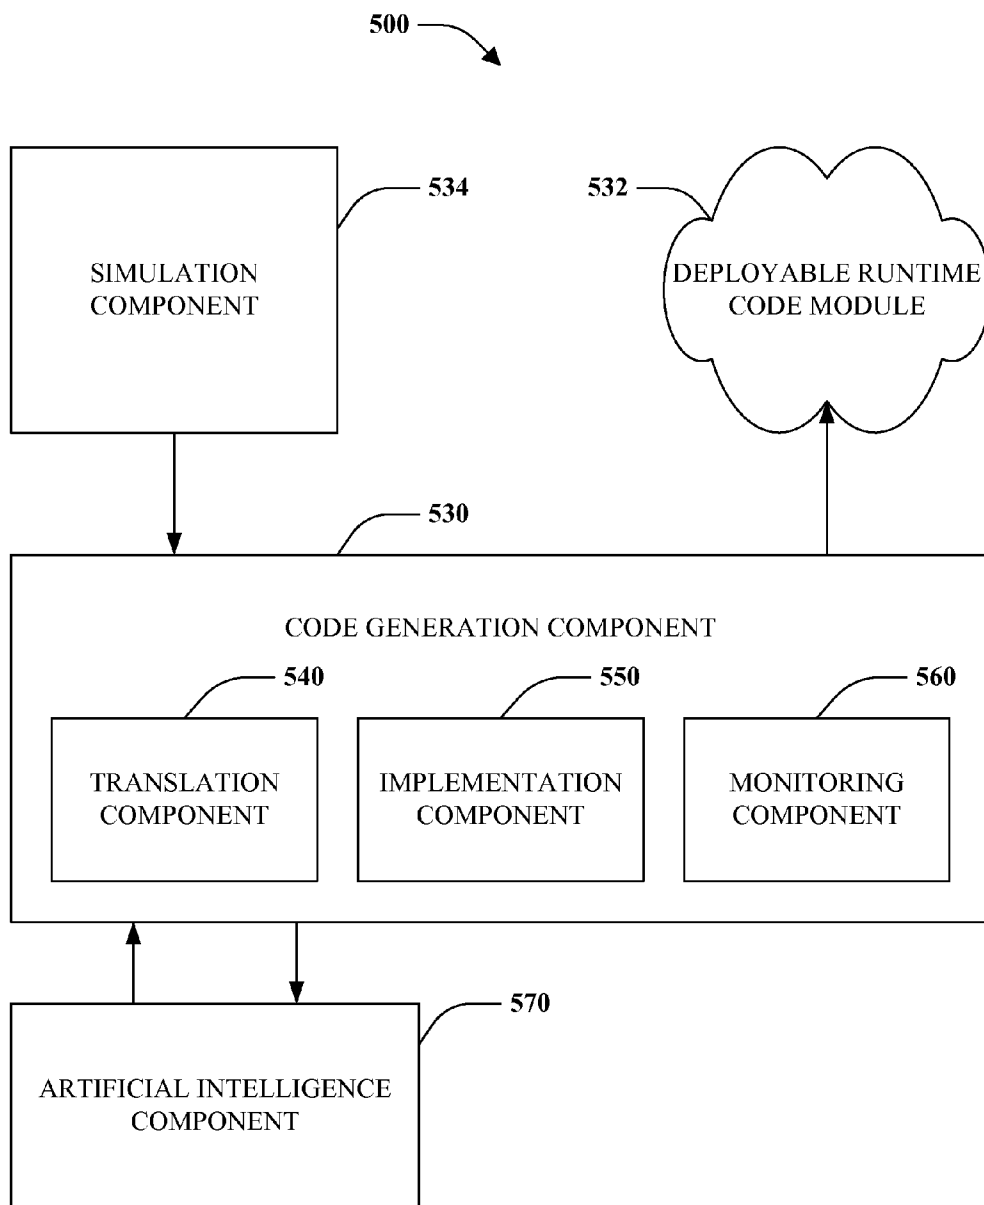 500
534
532
SIMULATION
COMPONENT
DEPLOYABLE RUNTIME
CODE MODULE
530
CODE GENERATION COMPONENT
540
550
560
TRANSLATION
COMPONENT
IMPLEMENTATION
COMPONENT
MONITORING
COMPONENT
570
ARTIFICIAL INTELLIGENCE
COMPONENT